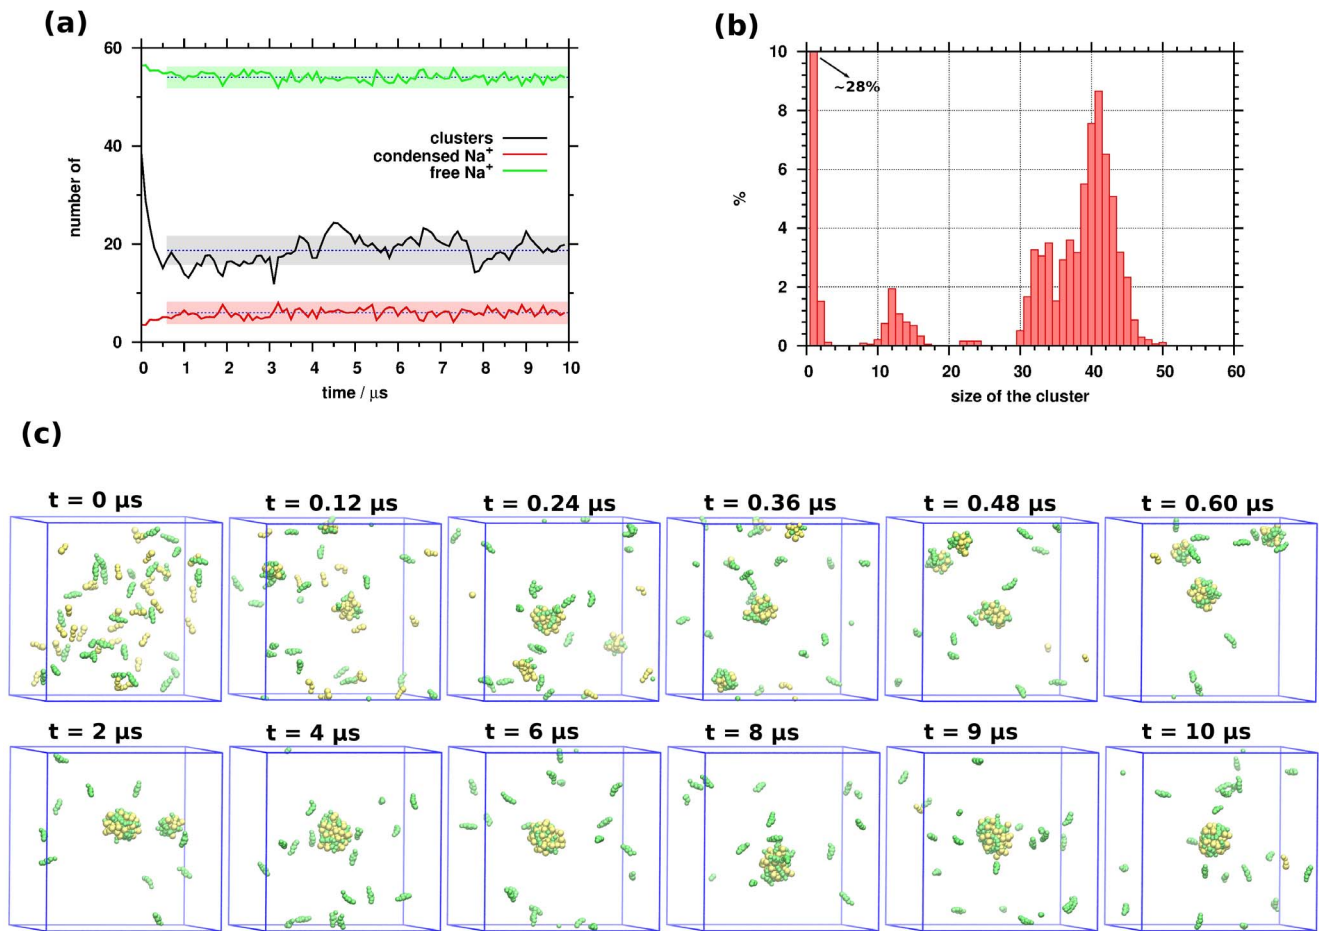 (a)
60
40
20
0
number of
clusters
condensed Na⁺
free Na⁺
0 1 2 3 4 5 6 7 8 9 10
time / μs
(b)
10
8
6
4
2
0
%
~28%
0 10 20 30 40 50 60
size of the cluster
(c)
t = 0 μs t = 0.12 μs t = 0.24 μs t = 0.36 μs t = 0.48 μs t = 0.60 μs
t = 2 μs t = 4 μs t = 6 μs t = 8 μs t = 9 μs t = 10 μs